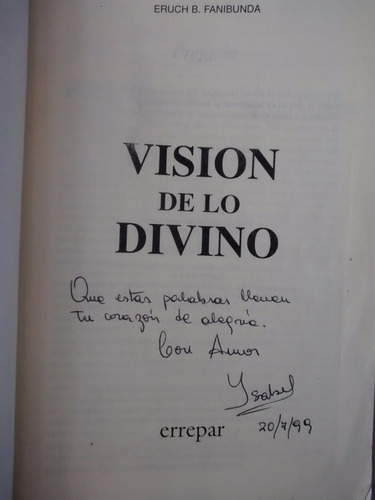 ERUCH B. FANIBUNDA
VISION
DE LO
DIVINO
Que estas palabras llenen
tu corazón de alegría.
Con Amor
Ysabel
errepar
20/7/99